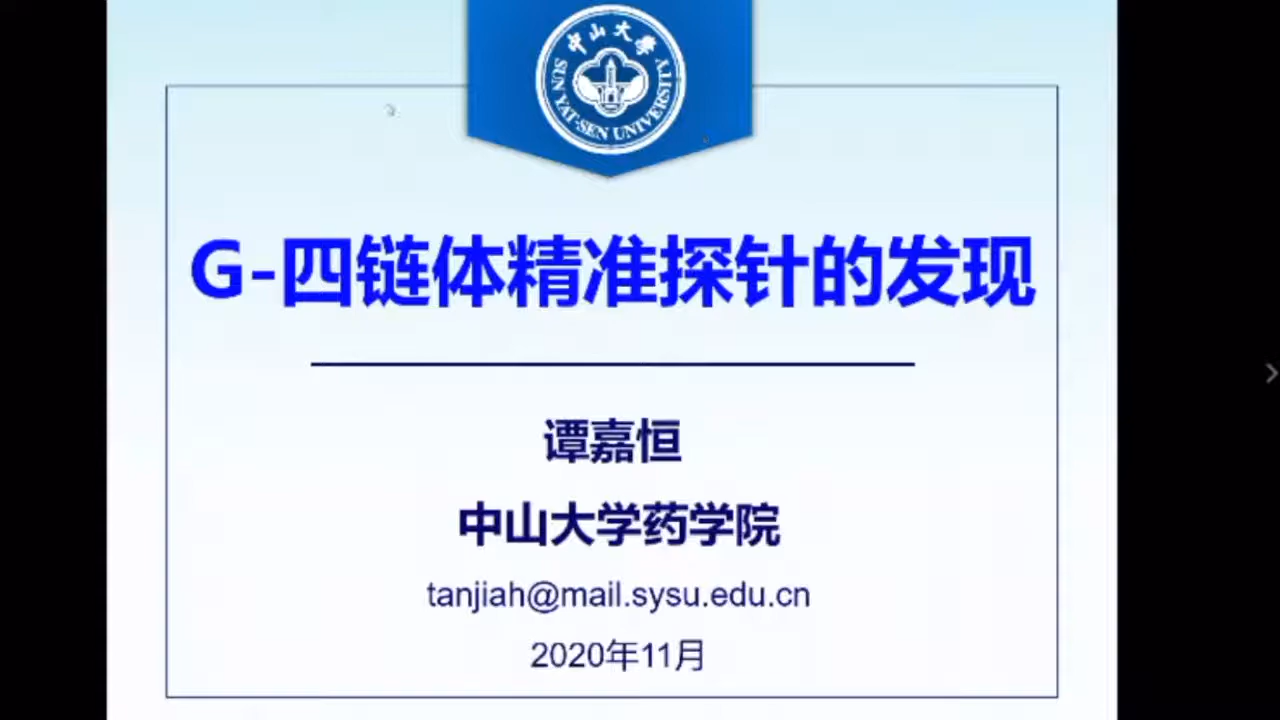 中山大學
SUN YAT-SEN UNIVERSITY
G-四链体精准探针的发现
谭嘉恒
中山大学药学院
tanjiah@mail.sysu.edu.cn
2020年11月